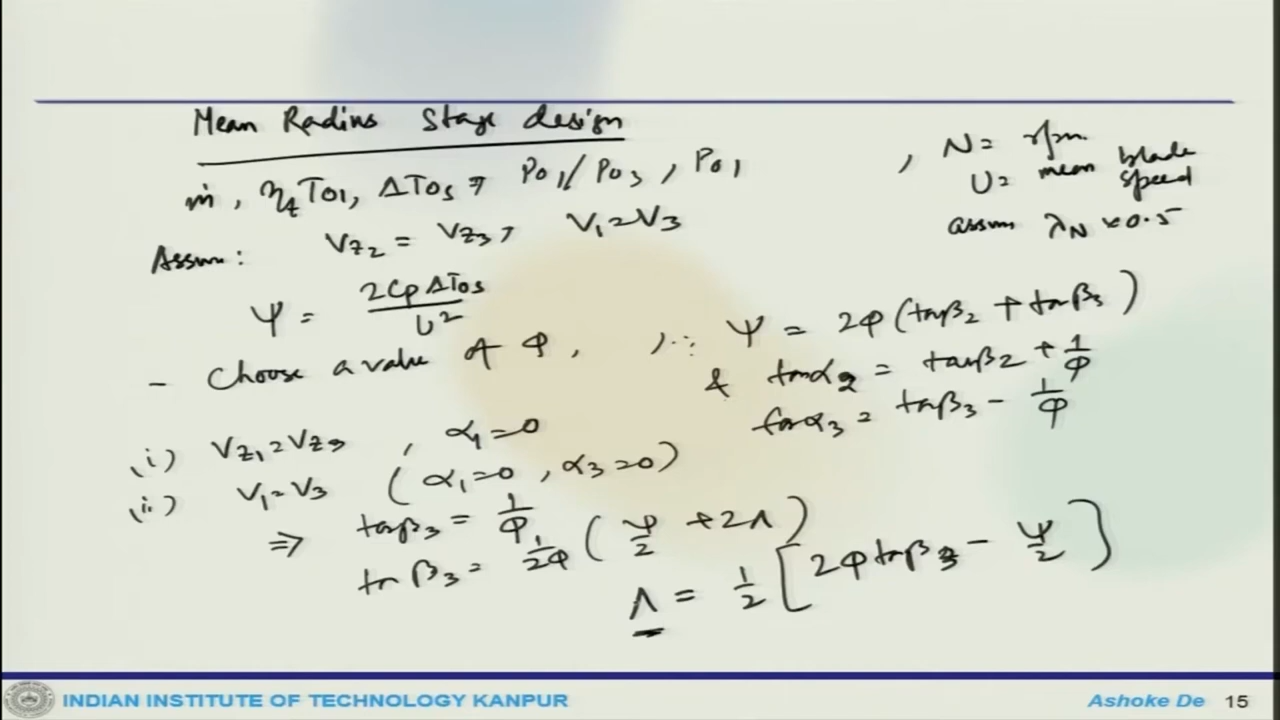 Mean Radius Stage design
ṁ, η_t T01, ΔT0s, P01/P03, P01, N = rpm
U = mean blade speed
Assum: Vz2 = Vz3, V1 = V3
assum λN ≈ 0.5
Ψ = 2Cp ΔT0s / U²
- Choose a value of Φ, ∴ Ψ = 2Φ(tanβ2 + tanβ3)
& tanα2 = tanβ2 + 1/Φ
tanα3 = tanβ3 - 1/Φ
(i) Vz1 = Vz3, α1 = 0
(ii) V1 = V3 (α1 = 0, α3 = 0)
⇒ tanβ3 = 1/Φ
tanβ3 = 1/2Φ (Ψ/2 + 2Λ)
Λ = 1/2 [2Φ tanβ3 - Ψ/2]
INDIAN INSTITUTE OF TECHNOLOGY KANPUR
Ashoke De 15